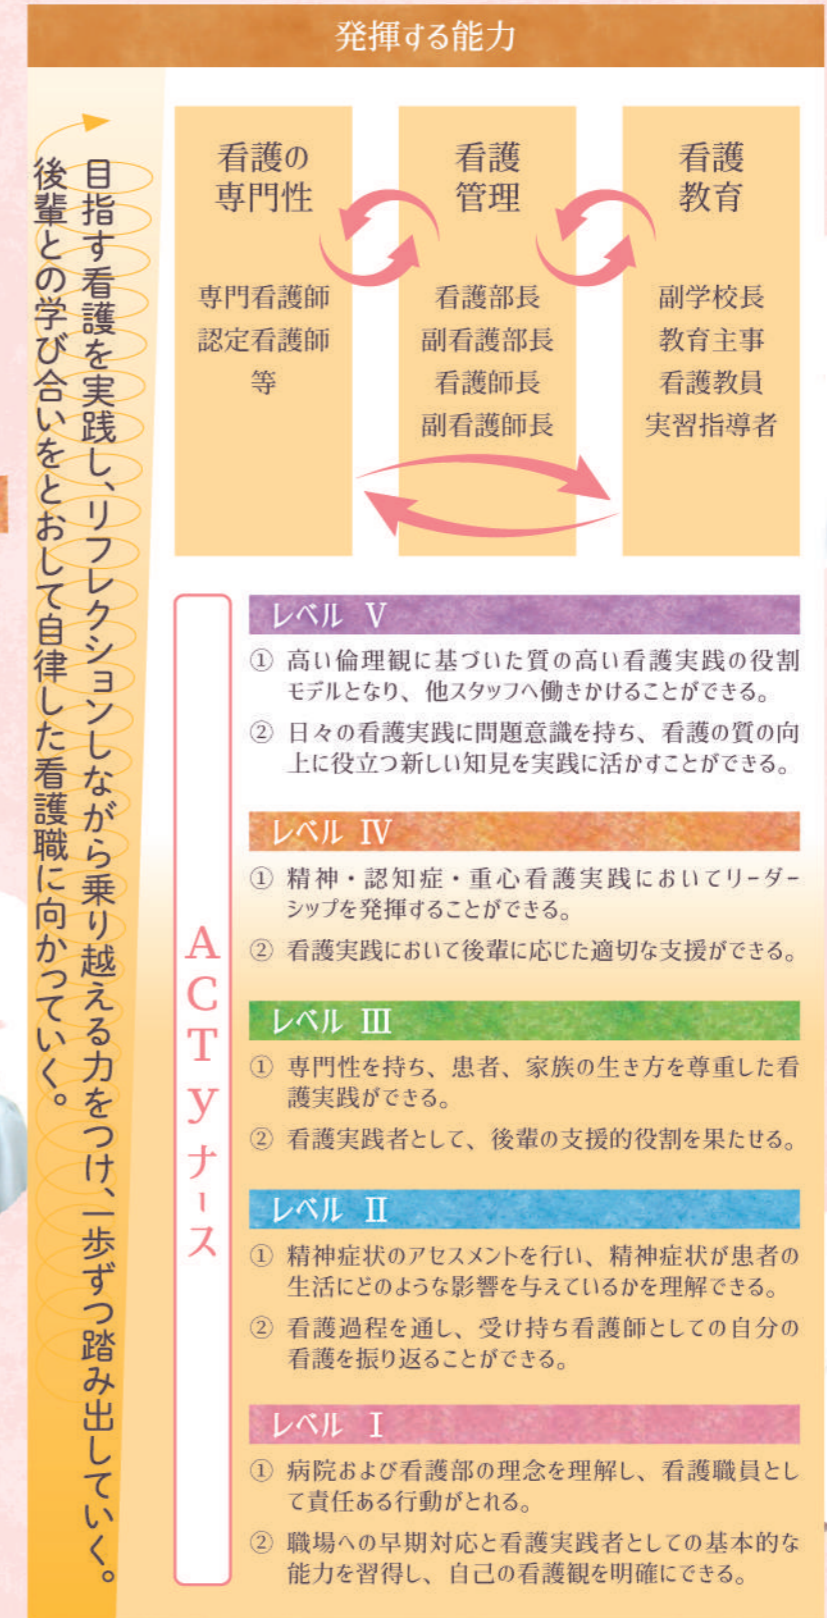 発揮する能力
目指す看護を実践し、リフレクションしながら乗り越える力をつけ、一歩ずつ踏み出していく。
後輩との学び合いをとおして自律した看護職に向かっていく。
看護の
専門性
専門看護師
認定看護師
等
看護
管理
看護部長
副看護部長
看護師長
副看護師長
看護
教育
副学校長
教育主事
看護教員
実習指導者
ACTyナース
レベル Ⅴ
① 高い倫理観に基づいた質の高い看護実践の役割
モデルとなり、他スタッフへ働きかけることができる。
② 日々の看護実践に問題意識を持ち、看護の質の向
上に役立つ新しい知見を実践に活かすことができる。
レベル Ⅳ
① 精神・認知症・重心看護実践においてリーダー
シップを発揮することができる。
② 看護実践において後輩に応じた適切な支援ができる。
レベル Ⅲ
① 専門性を持ち、患者、家族の生き方を尊重した看
護実践ができる。
② 看護実践者として、後輩の支援的役割を果たせる。
レベル Ⅱ
① 精神症状のアセスメントを行い、精神症状が患者の
生活にどのような影響を与えているかを理解できる。
② 看護過程を通し、受け持ち看護師としての自分の
看護を振り返ることができる。
レベル Ⅰ
① 病院および看護部の理念を理解し、看護職員とし
て責任ある行動がとれる。
② 職場への早期対応と看護実践者としての基本的な
能力を習得し、自己の看護観を明確にできる。